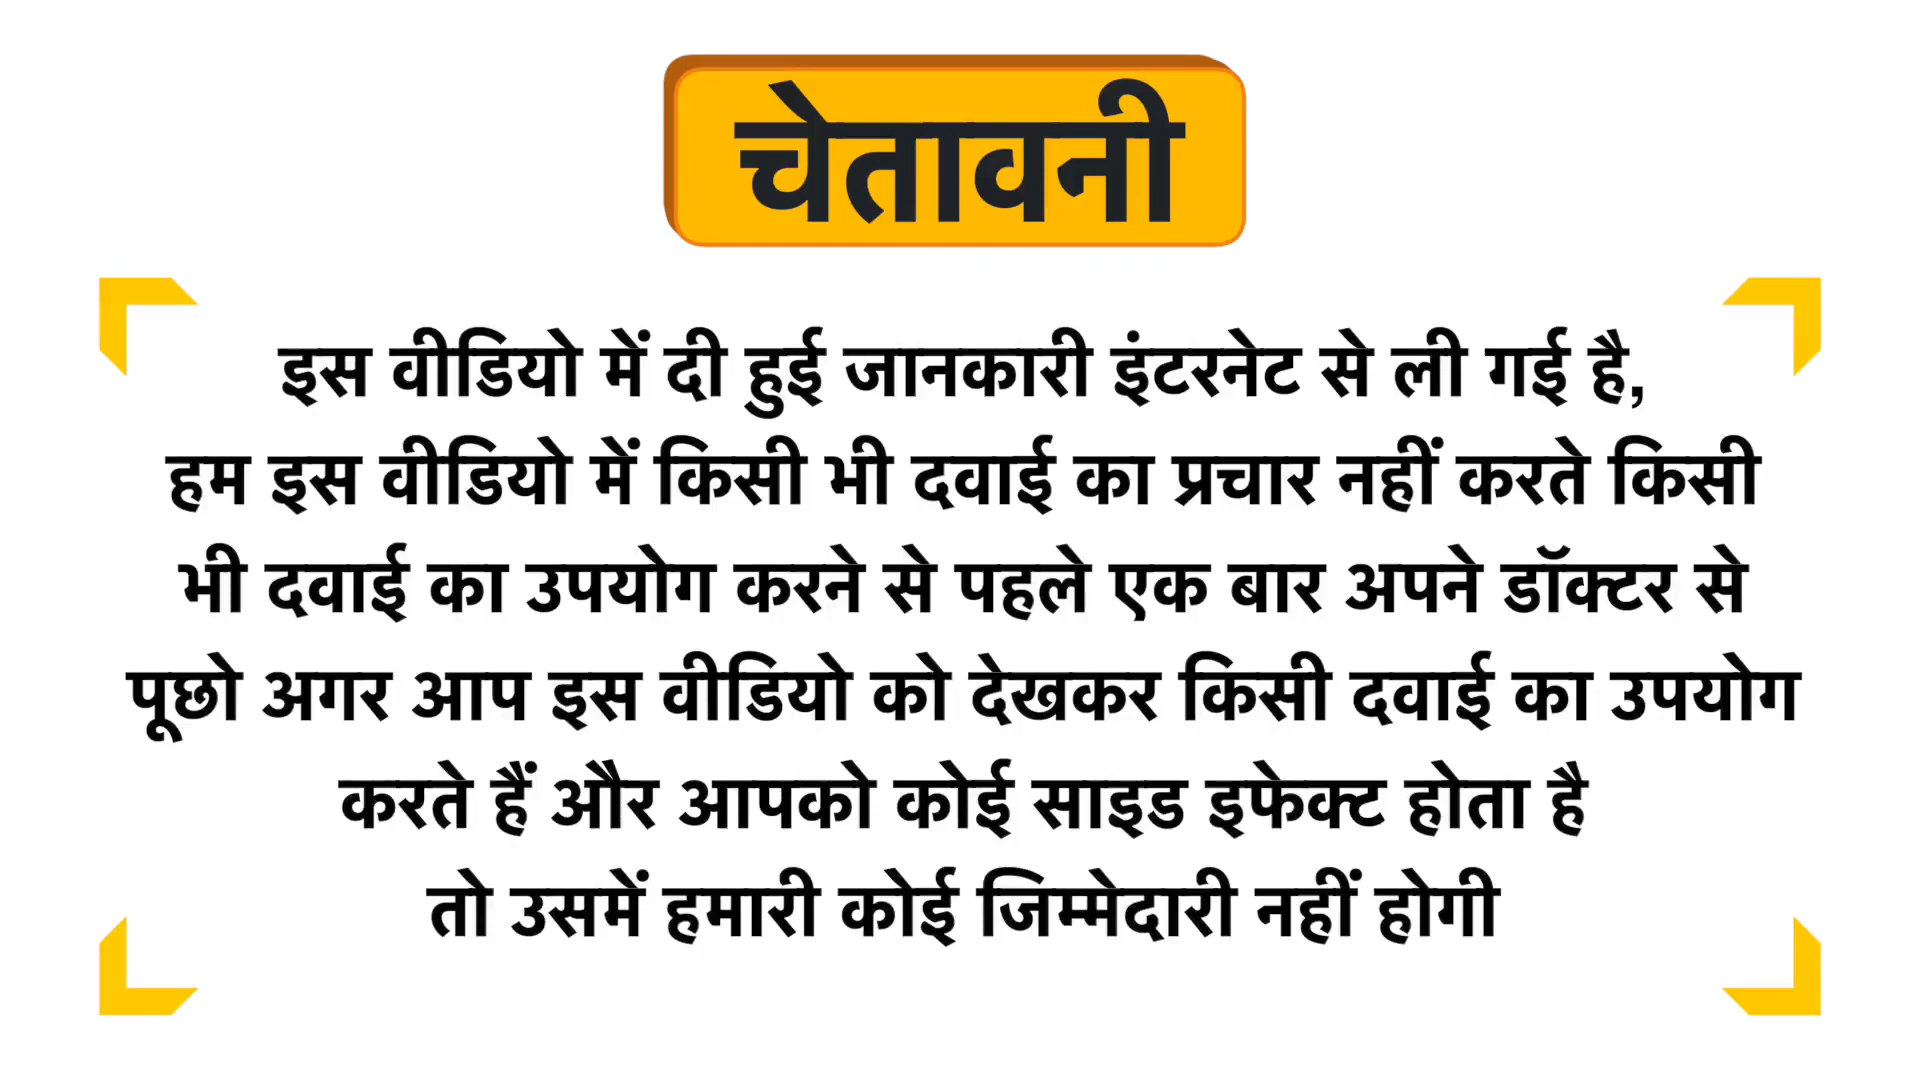 चेतावनी
इस वीडियो में दी हुई जानकारी इंटरनेट से ली गई है,
हम इस वीडियो में किसी भी दवाई का प्रचार नहीं करते किसी
भी दवाई का उपयोग करने से पहले एक बार अपने डॉक्टर से
पूछो अगर आप इस वीडियो को देखकर किसी दवाई का उपयोग
करते हैं और आपको कोई साइड इफेक्ट होता है
तो उसमें हमारी कोई जिम्मेदारी नहीं होगी